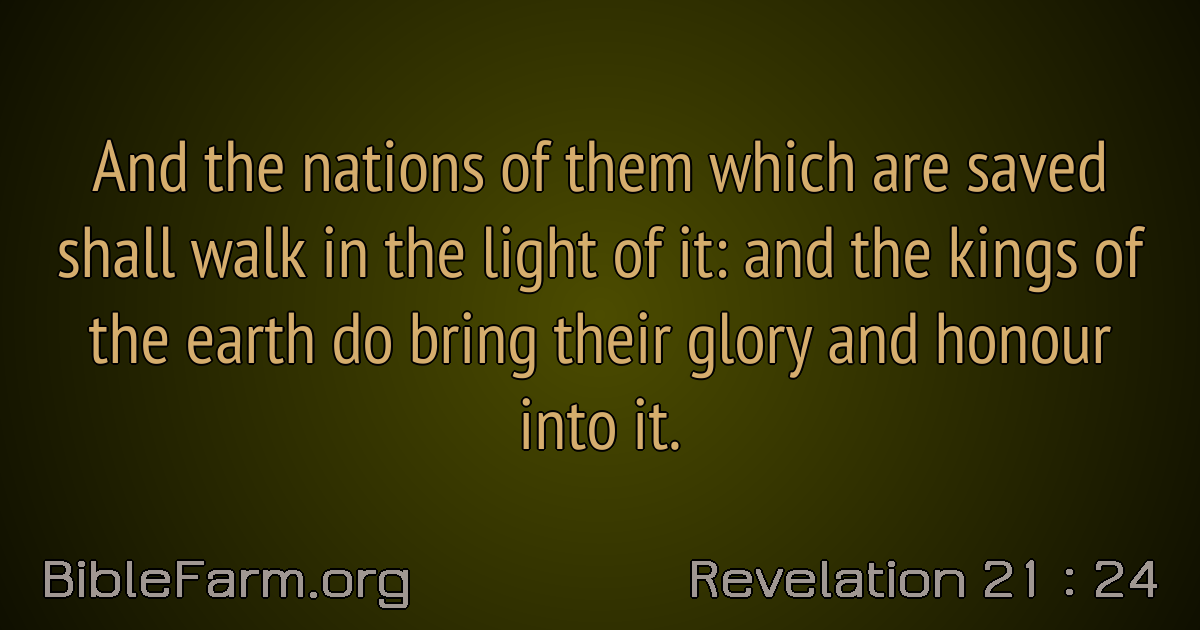 And the nations of them which are saved
shall walk in the light of it: and the kings of
the earth do bring their glory and honour
into it.
BibleFarm.org
Revelation 21 : 24